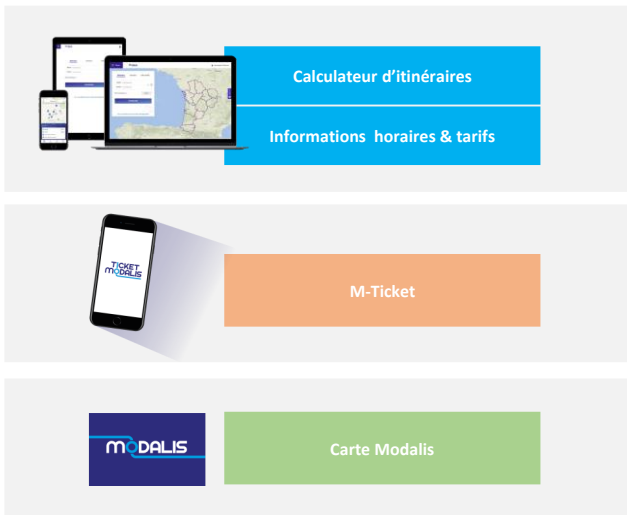 Calculateur d'itinéraires
Informations horaires & tarifs
TICKET
MODALIS
M-Ticket
MODALIS
Carte Modalis